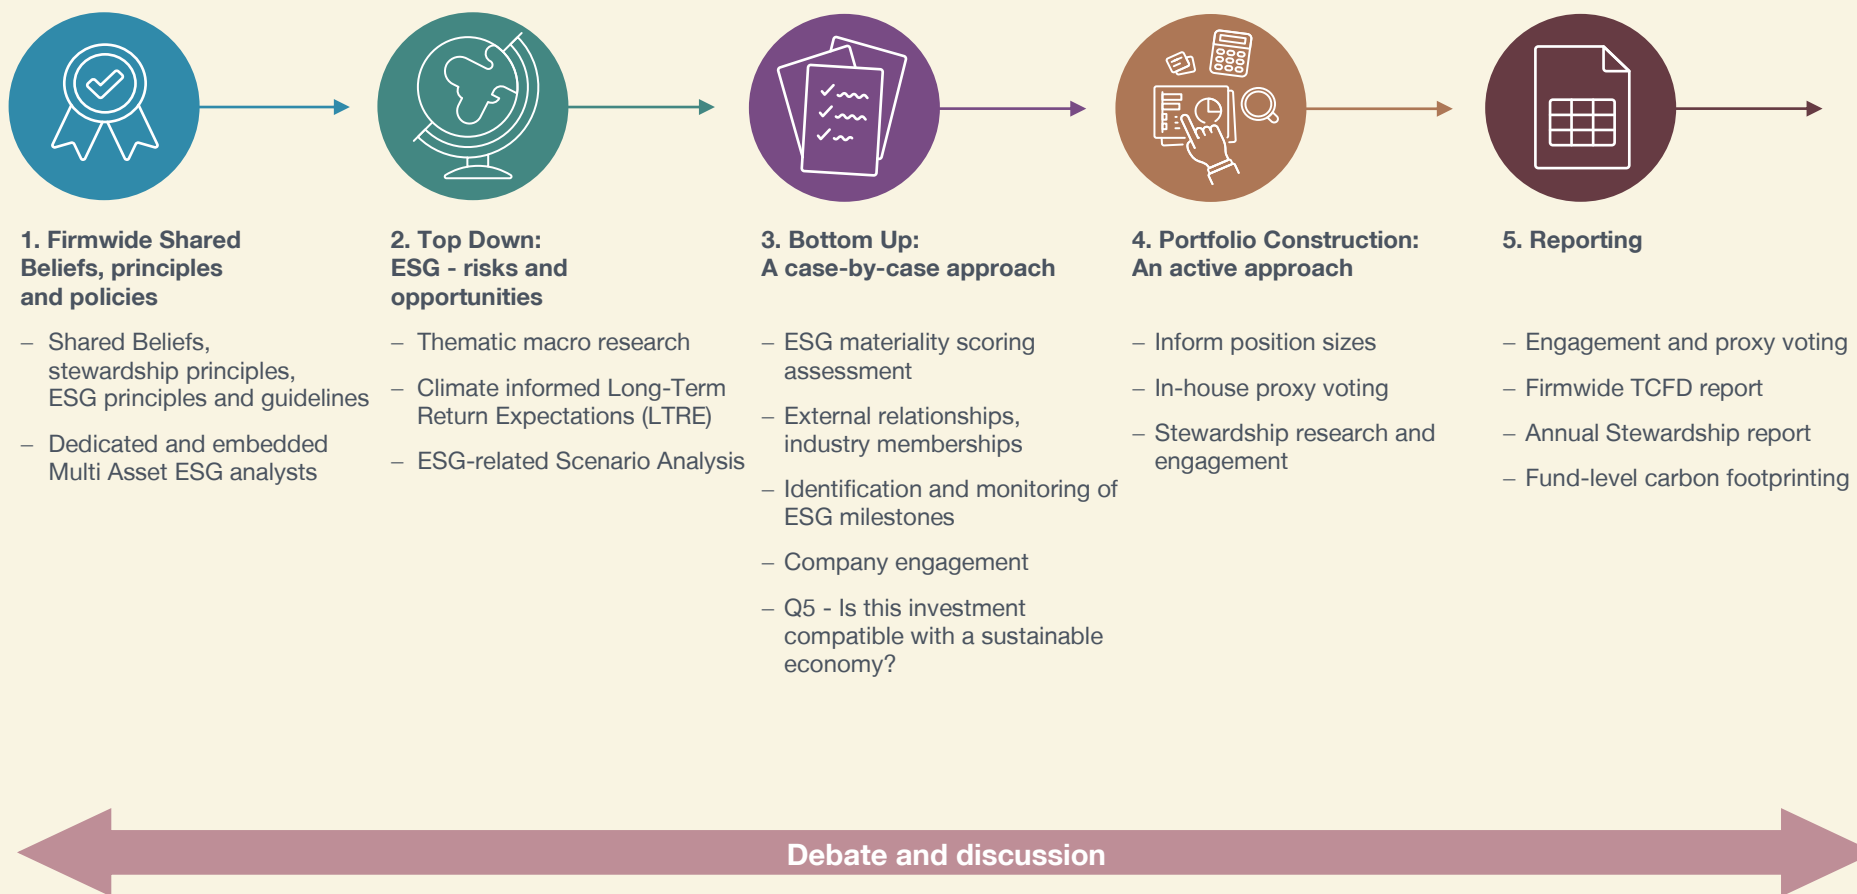 1. Firmwide Shared
Beliefs, principles
and policies
– Shared Beliefs,
stewardship principles,
ESG principles and guidelines
– Dedicated and embedded
Multi Asset ESG analysts
2. Top Down:
ESG - risks and
opportunities
– Thematic macro research
– Climate informed Long-Term
Return Expectations (LTRE)
– ESG-related Scenario Analysis
3. Bottom Up:
A case-by-case approach
– ESG materiality scoring
assessment
– External relationships,
industry memberships
– Identification and monitoring of
ESG milestones
– Company engagement
– Q5 - Is this investment
compatible with a sustainable
economy?
4. Portfolio Construction:
An active approach
– Inform position sizes
– In-house proxy voting
– Stewardship research and
engagement
5. Reporting
– Engagement and proxy voting
– Firmwide TCFD report
– Annual Stewardship report
– Fund-level carbon footprinting
Debate and discussion